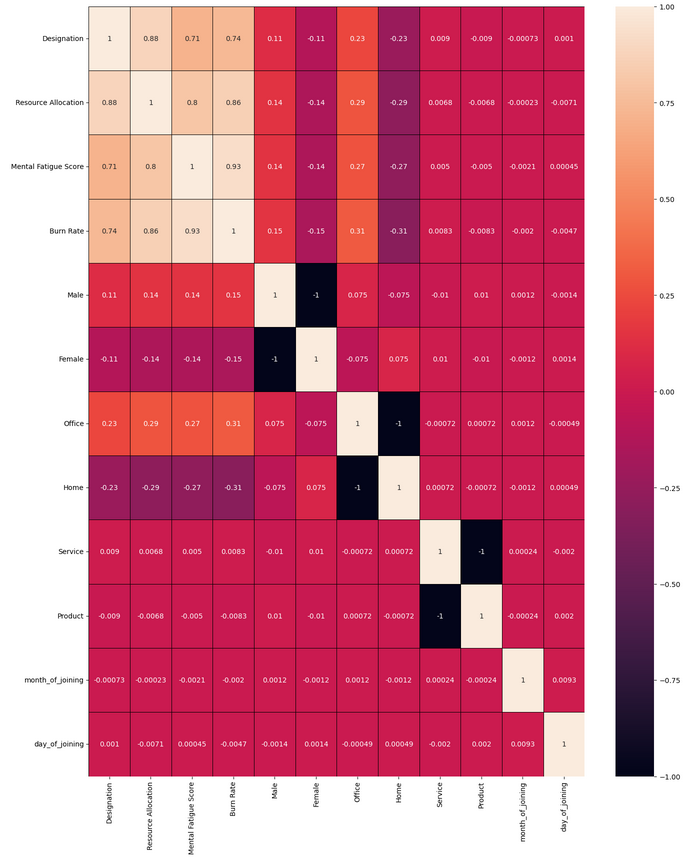 Designation 1 0.88 0.71 0.74 0.11 -0.11 0.23 -0.23 0.009 -0.009 -0.00073 0.001
Resource Allocation 0.88 1 0.8 0.86 0.14 -0.14 0.29 -0.29 0.0068 -0.0068 -0.00023 -0.0071
Mental Fatigue Score 0.71 0.8 1 0.93 0.14 -0.14 0.27 -0.27 0.005 -0.005 -0.0021 0.00045
Burn Rate 0.74 0.86 0.93 1 0.15 -0.15 0.31 -0.31 0.0083 -0.0083 -0.002 -0.0047
Male 0.11 0.14 0.14 0.15 1 -1 0.075 -0.075 -0.01 0.01 0.0012 -0.0014
Female -0.11 -0.14 -0.14 -0.15 -1 1 -0.075 0.075 0.01 -0.01 -0.0012 0.0014
Office 0.23 0.29 0.27 0.31 0.075 -0.075 1 -1 -0.00072 0.00072 0.0012 -0.00049
Home -0.23 -0.29 -0.27 -0.31 -0.075 0.075 -1 1 0.00072 -0.00072 -0.0012 0.00049
Service 0.009 0.0068 0.005 0.0083 -0.01 0.01 -0.00072 0.00072 1 -1 0.00024 -0.002
Product -0.009 -0.0068 -0.005 -0.0083 0.01 -0.01 0.00072 -0.00072 -1 1 -0.00024 0.002
month_of_joining -0.00073 -0.00023 -0.0021 -0.002 0.0012 -0.0012 0.0012 -0.0012 0.00024 -0.00024 1 0.0093
day_of_joining 0.001 -0.0071 0.00045 -0.0047 -0.0014 0.0014 -0.00049 0.00049 -0.002 0.002 0.0093 1
Designation
Resource Allocation
Mental Fatigue Score
Burn Rate
Male
Female
Office
Home
Service
Product
month_of_joining
day_of_joining
1.00
0.75
0.50
0.25
0.00
−0.25
−0.50
−0.75
−1.00